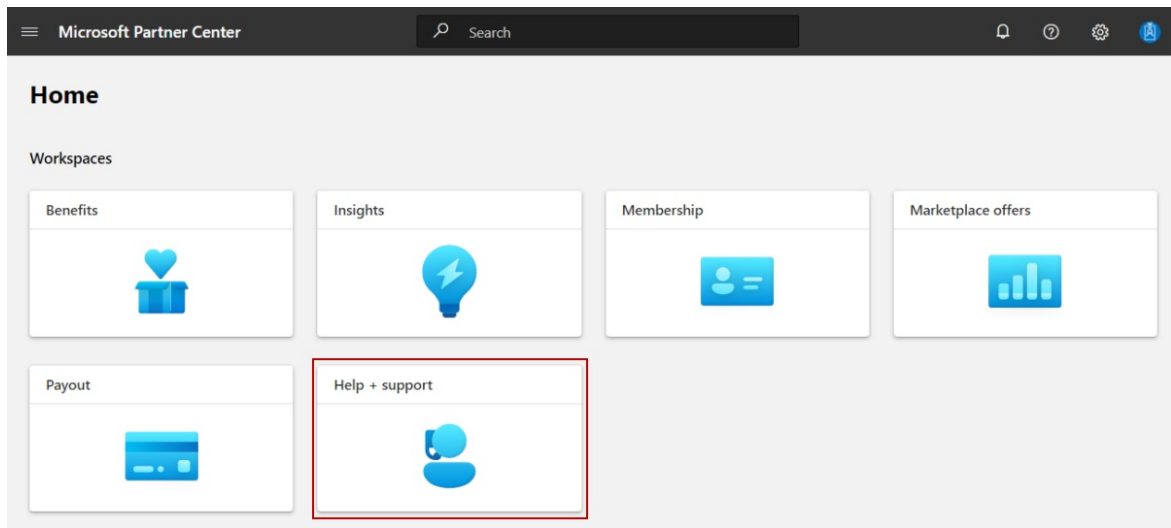 Microsoft Partner Center
Search
Home
Workspaces
Benefits
Insights
Membership
Marketplace offers
Payout
Help + support